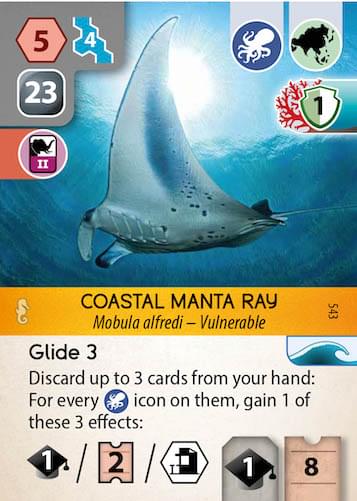 5
4
23
1
II
COASTAL MANTA RAY
Mobula alfredi – Vulnerable
543
Glide 3
Discard up to 3 cards from your hand:
For every icon on them, gain 1 of
these 3 effects:
1 / 2 /
1 8